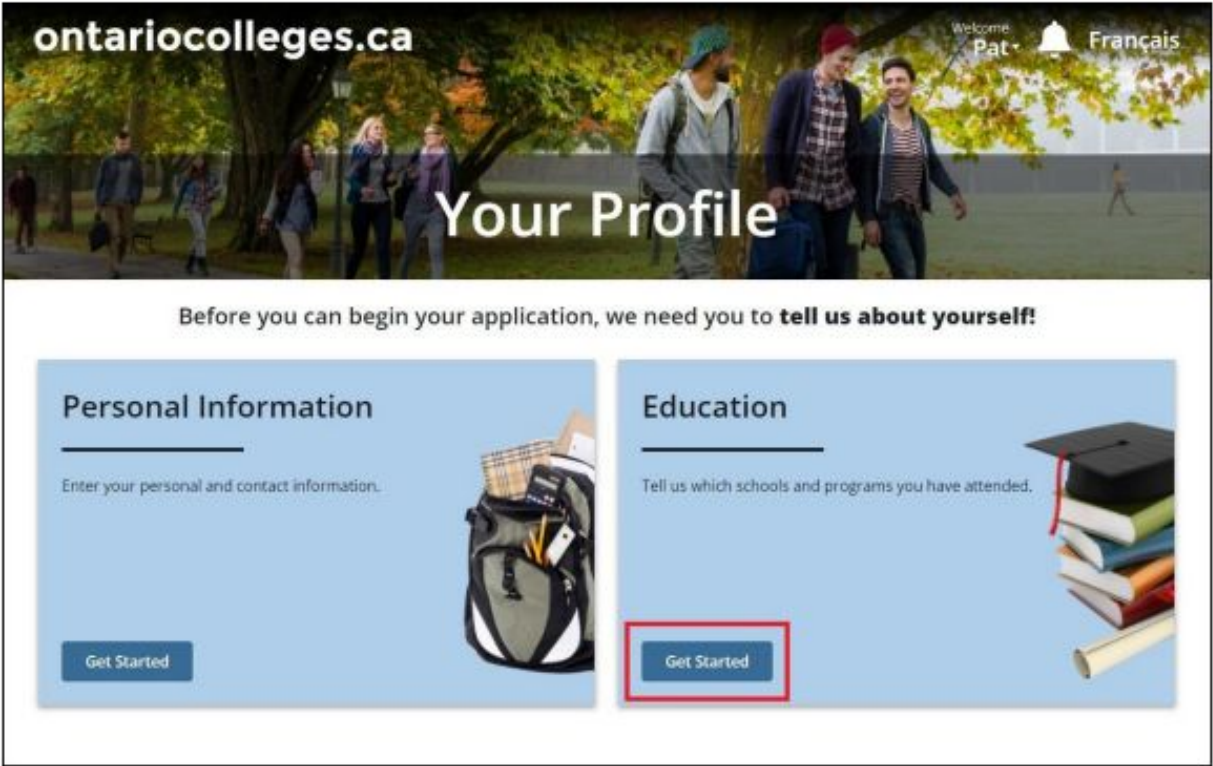 ontariocolleges.ca
Welcome
Pat
Français
Your Profile
Before you can begin your application, we need you to tell us about yourself!
Personal Information
Enter your personal and contact information.
Get Started
Education
Tell us which schools and programs you have attended.
Get Started